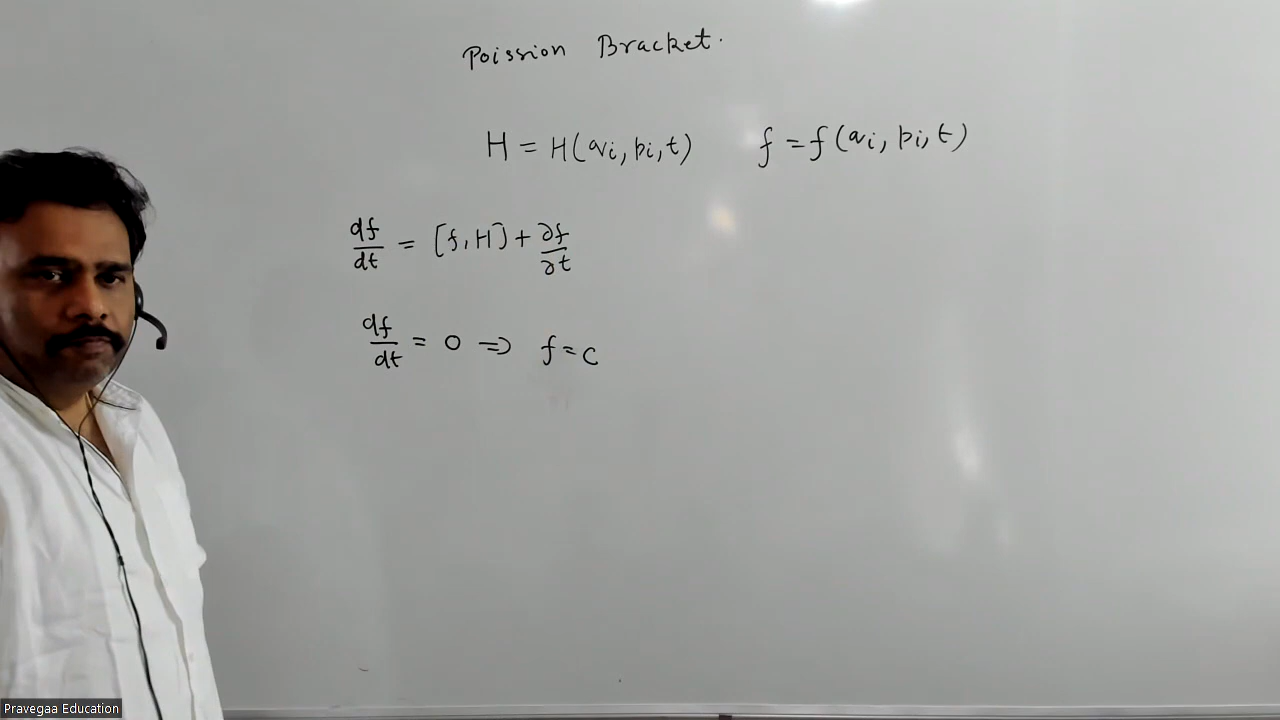 Poission Bracket.
H = H(qi, pi, t) f = f(qi, pi, t)
df/dt = [f, H] + ∂f/∂t
df/dt = 0 ⇒ f = c
Pravegaa Education